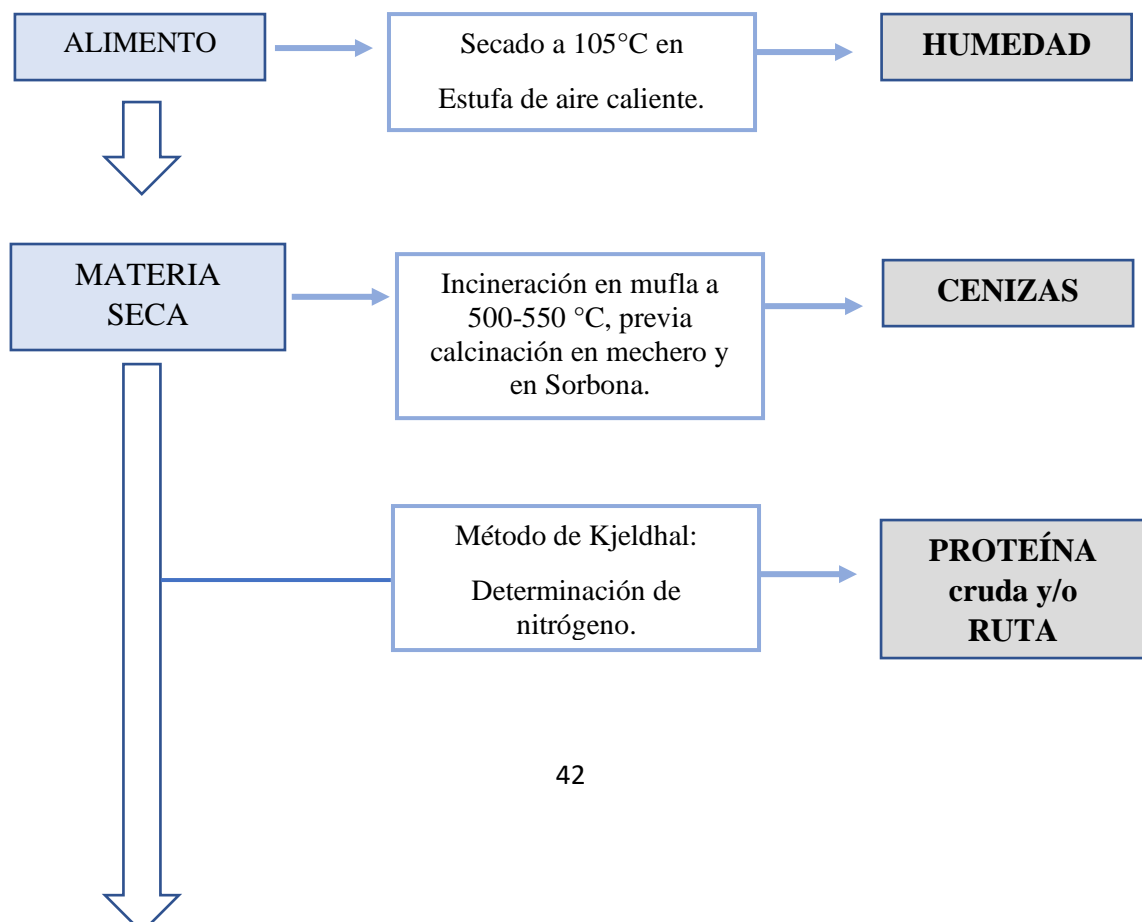 ALIMENTO
Secado a 105°C en
Estufa de aire caliente.
HUMEDAD
MATERIA
SECA
Incineración en mufla a
500-550 °C, previa
calcinación en mechero y
en Sorbona.
CENIZAS
Método de Kjeldhal:
Determinación de
nitrógeno.
PROTEÍNA
cruda y/o
RUTA
42